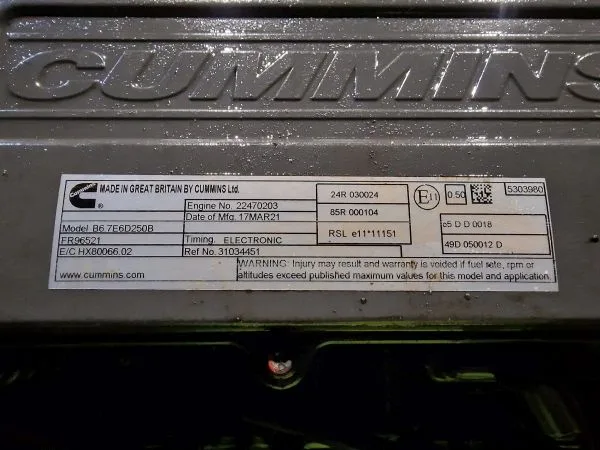 CUMMINS
MADE IN GREAT BRITAIN BY CUMMINS Ltd.
Engine No. 22470203
Date of Mfg. 17MAR21
Model B6.7E6D250B
FR96521
Timing. ELECTRONIC
E/C HX80066.02
Ref No. 31034451
www.cummins.com
WARNING: Injury may result and warranty is voided if fuel rate, rpm or
altitudes exceed published maximum values for this model and application.
24R 030024
85R 000104
RSL e11*11151
E11
0.50
5303980
e5 D D 0018
49D 050012 D